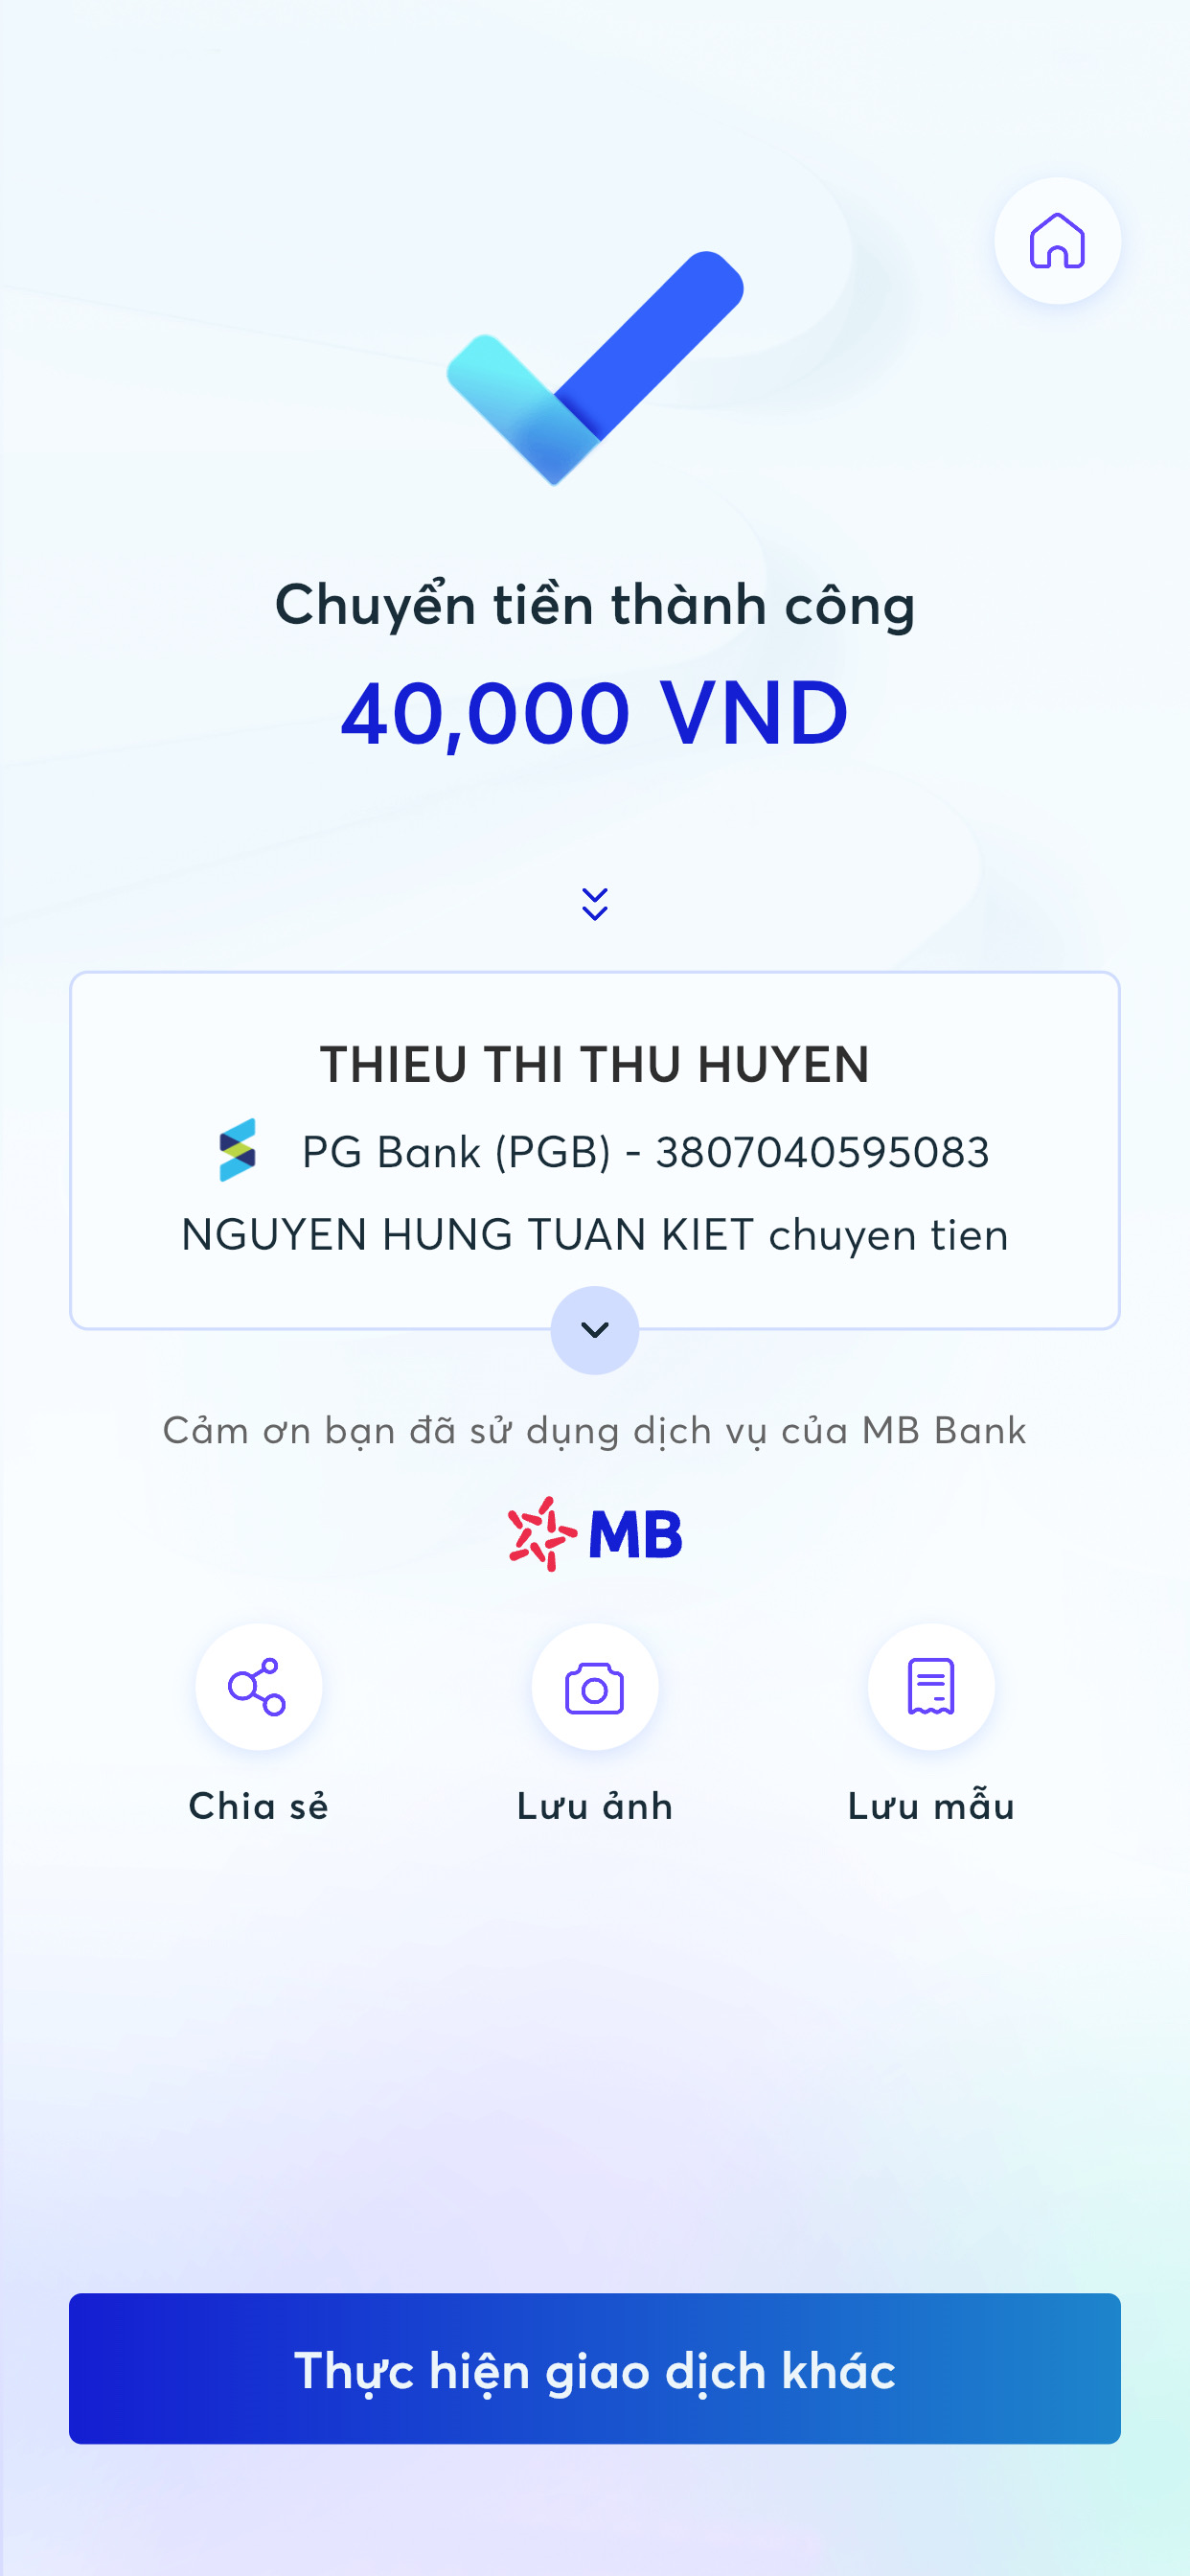 Chuyển tiền thành công
40,000 VND
THIEU THI THU HUYEN
PG Bank (PGB) - 3807040595083
NGUYEN HUNG TUAN KIET chuyen tien
Cảm ơn bạn đã sử dụng dịch vụ của MB Bank
MB
Chia sẻ Lưu ảnh Lưu mẫu
Thực hiện giao dịch khác